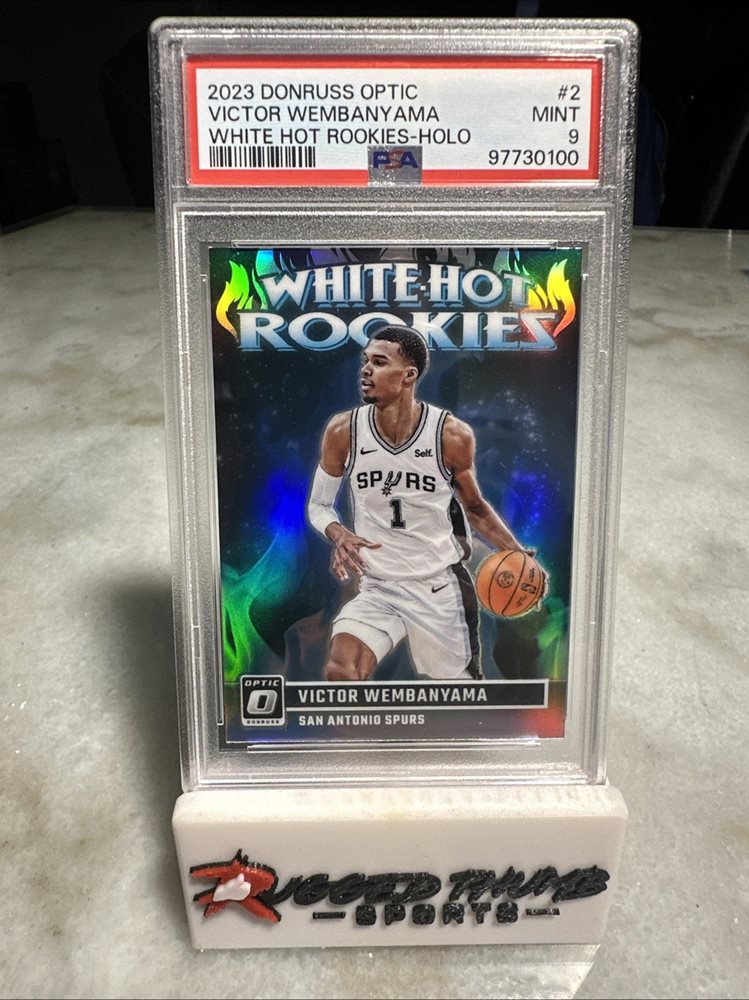 2023 DONRUSS OPTIC #2
VICTOR WEMBANYAMA MINT
WHITE HOT ROOKIES-HOLO 9
PSA 97730100
WHITE-HOT
ROOKIES
Self.
SPURS
1
OPTIC
DONRUSS
VICTOR WEMBANYAMA
SAN ANTONIO SPURS
RUGGED THUMB
SPORTS